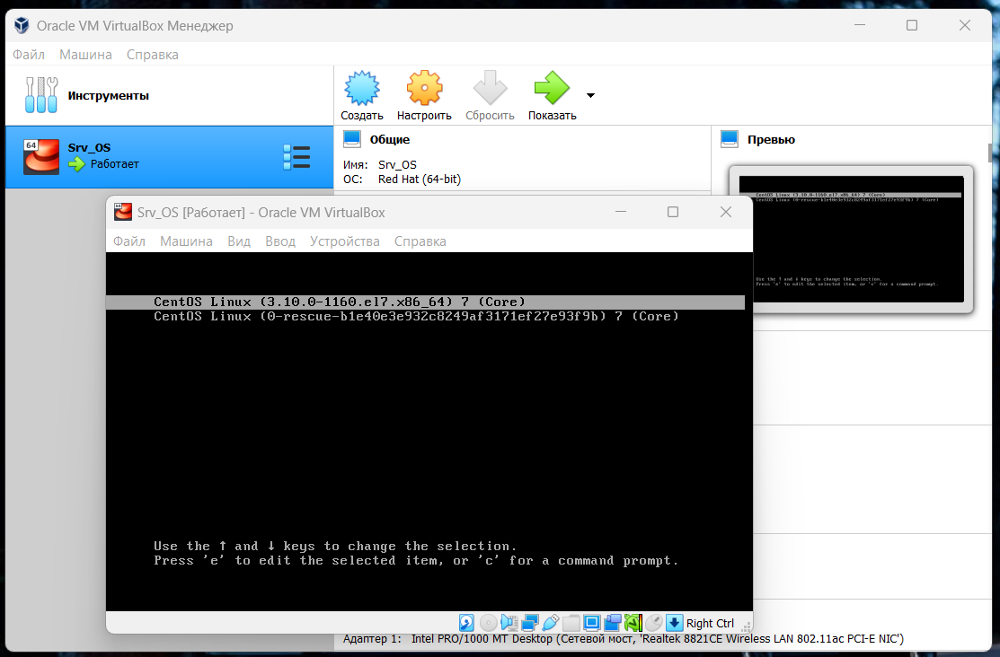 Oracle VM VirtualBox Менеджер
Файл Машина Справка
Инструменты
Создать Настроить Сбросить Показать
64
Srv_OS
Работает
Общие
Имя: Srv_OS
ОС: Red Hat (64-bit)
Превью
CentOS Linux (3.10.0-1160.el7.x86_64) 7 (Core)
CentOS Linux (0-rescue-b1e40e3e932c8249af3171ef27e93f9b) 7 (Core)
Use the ↑ and ↓ keys to change the selection.
Press 'e' to edit the selected item, or 'c' for a command prompt.
Srv_OS [Работает] - Oracle VM VirtualBox
Файл Машина Вид Ввод Устройства Справка
CentOS Linux (3.10.0-1160.el7.x86_64) 7 (Core)
CentOS Linux (0-rescue-b1e40e3e932c8249af3171ef27e93f9b) 7 (Core)
Use the ↑ and ↓ keys to change the selection.
Press 'e' to edit the selected item, or 'c' for a command prompt.
Right Ctrl
Адаптер 1: Intel PRO/1000 MT Desktop (Сетевой мост, 'Realtek 8821CE Wireless LAN 802.11ac PCI-E NIC')